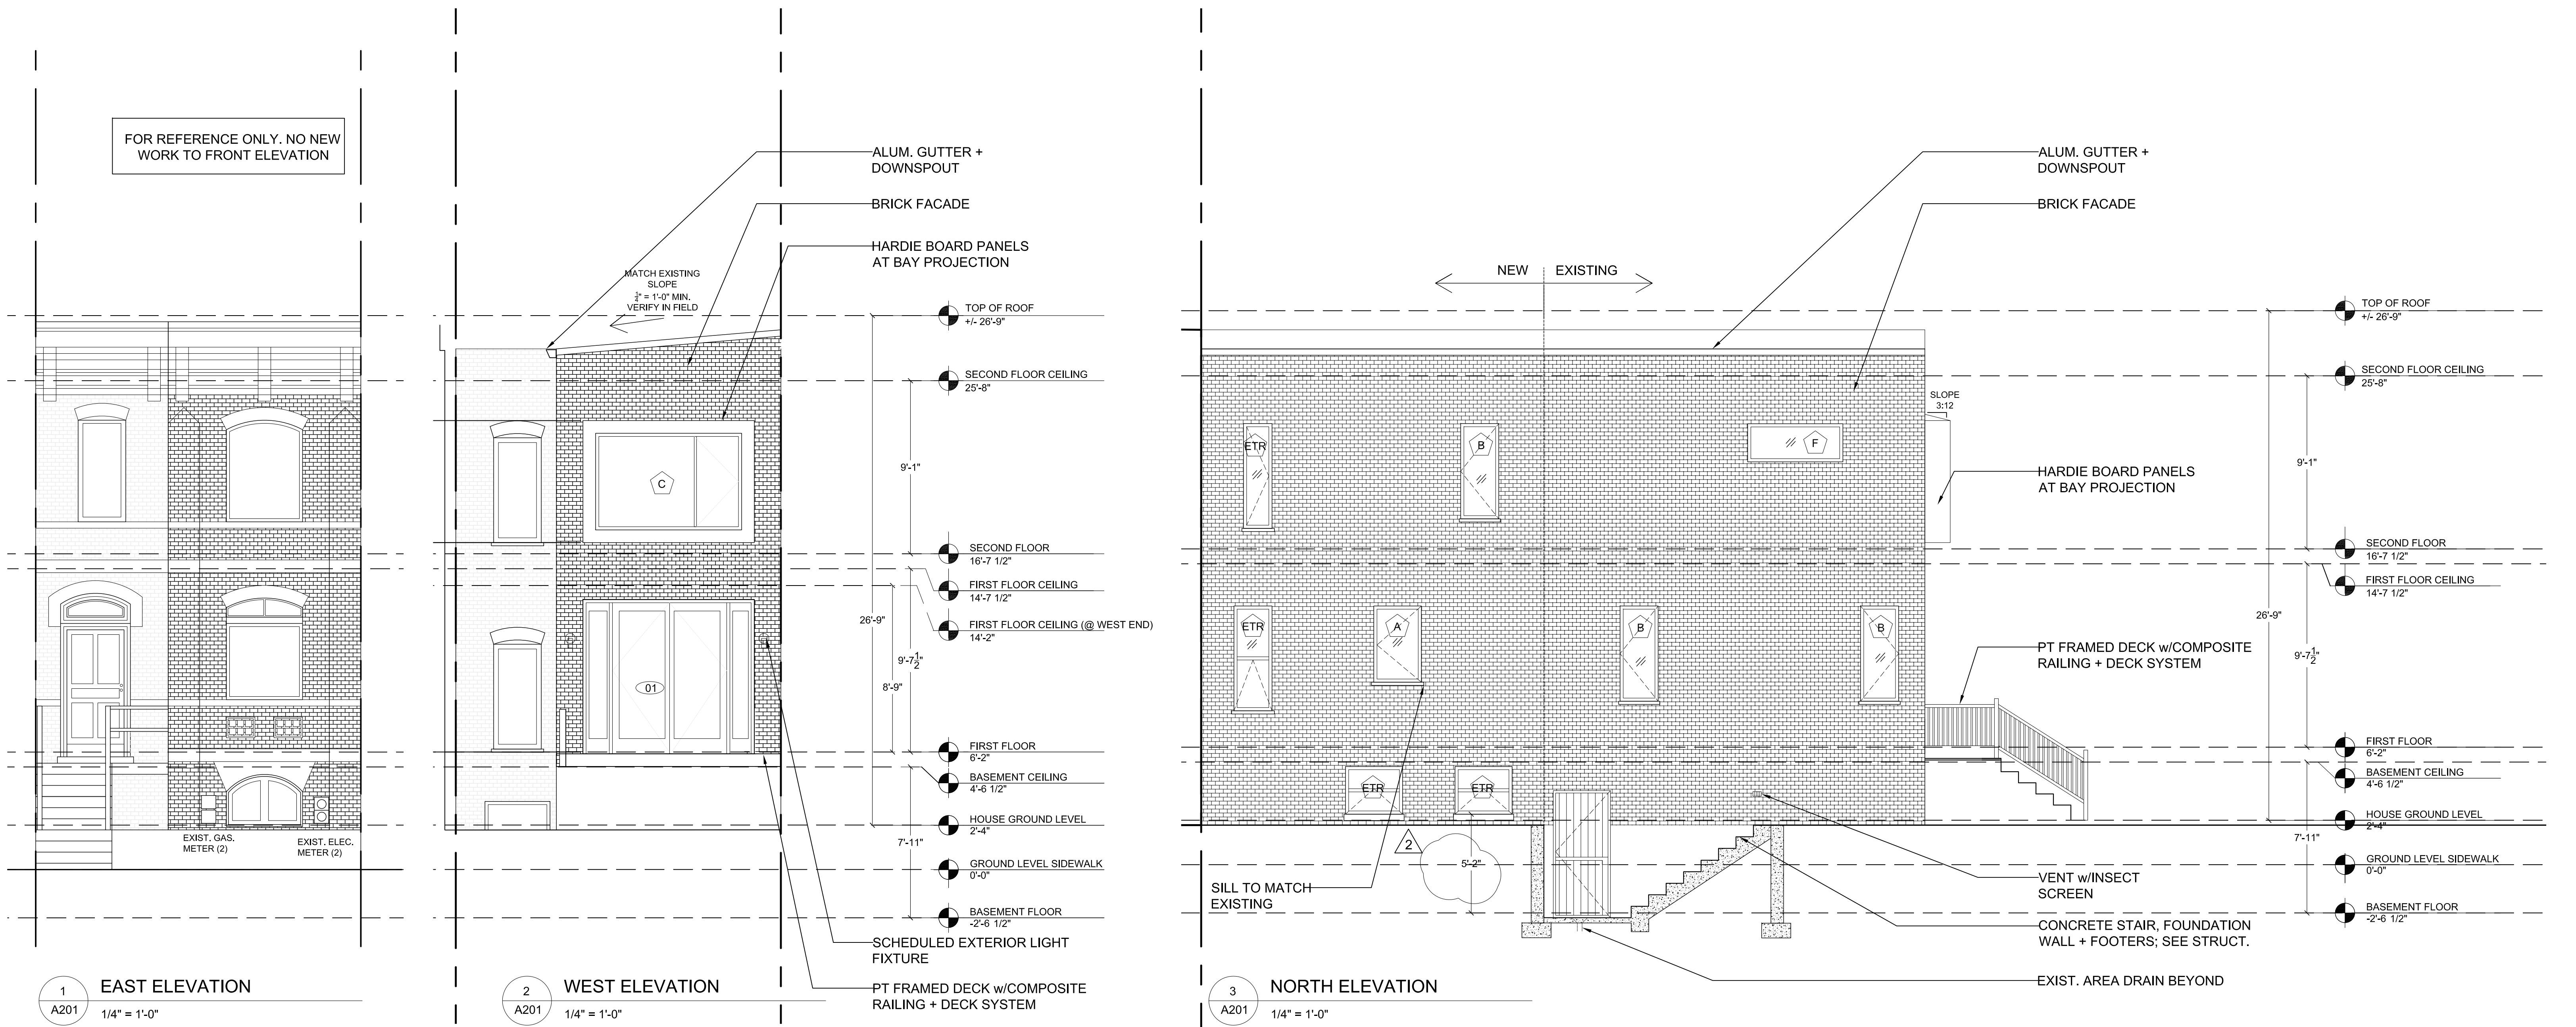 FOR REFERENCE ONLY. NO NEW
WORK TO FRONT ELEVATION
EXIST. GAS.
METER (2)
EXIST. ELEC.
METER (2)
1
A201
EAST ELEVATION
1/4" = 1'-0"
ALUM. GUTTER +
DOWNSPOUT
BRICK FACADE
HARDIE BOARD PANELS
AT BAY PROJECTION
MATCH EXISTING
SLOPE
1/4" = 1'-0" MIN.
VERIFY IN FIELD
C
01
TOP OF ROOF
+/- 26'-9"
SECOND FLOOR CEILING
25'-8"
9'-1"
SECOND FLOOR
16'-7 1/2"
FIRST FLOOR CEILING
14'-7 1/2"
FIRST FLOOR CEILING (@ WEST END)
14'-2"
26'-9"
9'-7 1/2"
8'-9"
FIRST FLOOR
6'-2"
BASEMENT CEILING
4'-6 1/2"
HOUSE GROUND LEVEL
2'-4"
7'-11"
GROUND LEVEL SIDEWALK
0'-0"
BASEMENT FLOOR
-2'-6 1/2"
SCHEDULED EXTERIOR LIGHT
FIXTURE
PT FRAMED DECK w/COMPOSITE
RAILING + DECK SYSTEM
2
A201
WEST ELEVATION
1/4" = 1'-0"
ALUM. GUTTER +
DOWNSPOUT
BRICK FACADE
NEW EXISTING
TOP OF ROOF
+/- 26'-9"
SECOND FLOOR CEILING
25'-8"
SLOPE
3:12
ETR
B
F
9'-1"
HARDIE BOARD PANELS
AT BAY PROJECTION
SECOND FLOOR
16'-7 1/2"
FIRST FLOOR CEILING
14'-7 1/2"
26'-9"
ETR
A
B
B
9'-7 1/2"
PT FRAMED DECK w/COMPOSITE
RAILING + DECK SYSTEM
FIRST FLOOR
6'-2"
BASEMENT CEILING
4'-6 1/2"
ETR
ETR
HOUSE GROUND LEVEL
2'-4"
7'-11"
2
5'-2"
GROUND LEVEL SIDEWALK
0'-0"
SILL TO MATCH
EXISTING
VENT w/INSECT
SCREEN
BASEMENT FLOOR
-2'-6 1/2"
CONCRETE STAIR, FOUNDATION
WALL + FOOTERS; SEE STRUCT.
EXIST. AREA DRAIN BEYOND
3
A201
NORTH ELEVATION
1/4" = 1'-0"